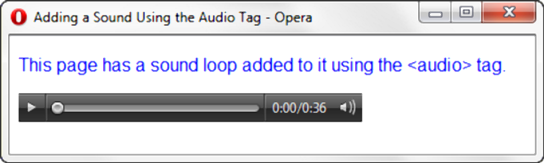 Adding a Sound Using the Audio Tag - Opera
This page has a sound loop added to it using the <audio> tag.
0:00/0:36